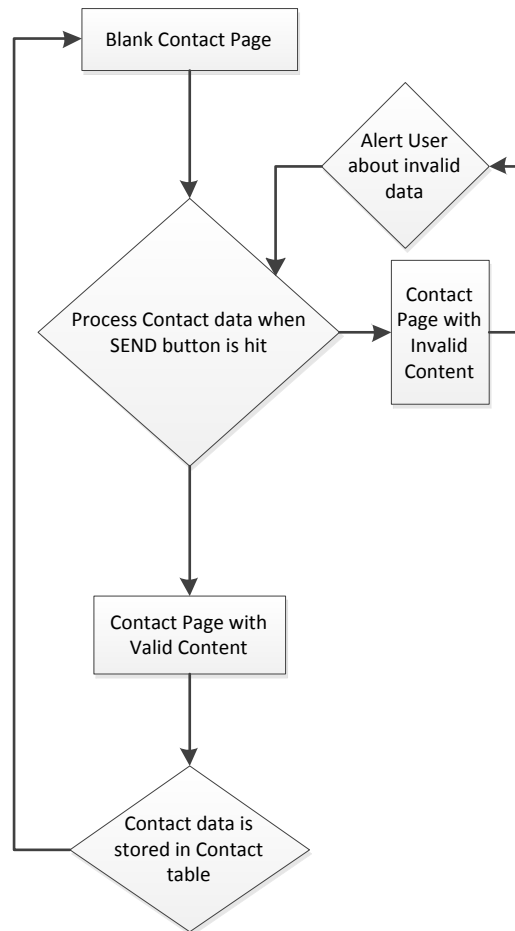 Blank Contact Page
Alert User
about invalid
data
Process Contact data when
SEND button is hit
Contact
Page with
Invalid
Content
Contact Page with
Valid Content
Contact data is
stored in Contact
table